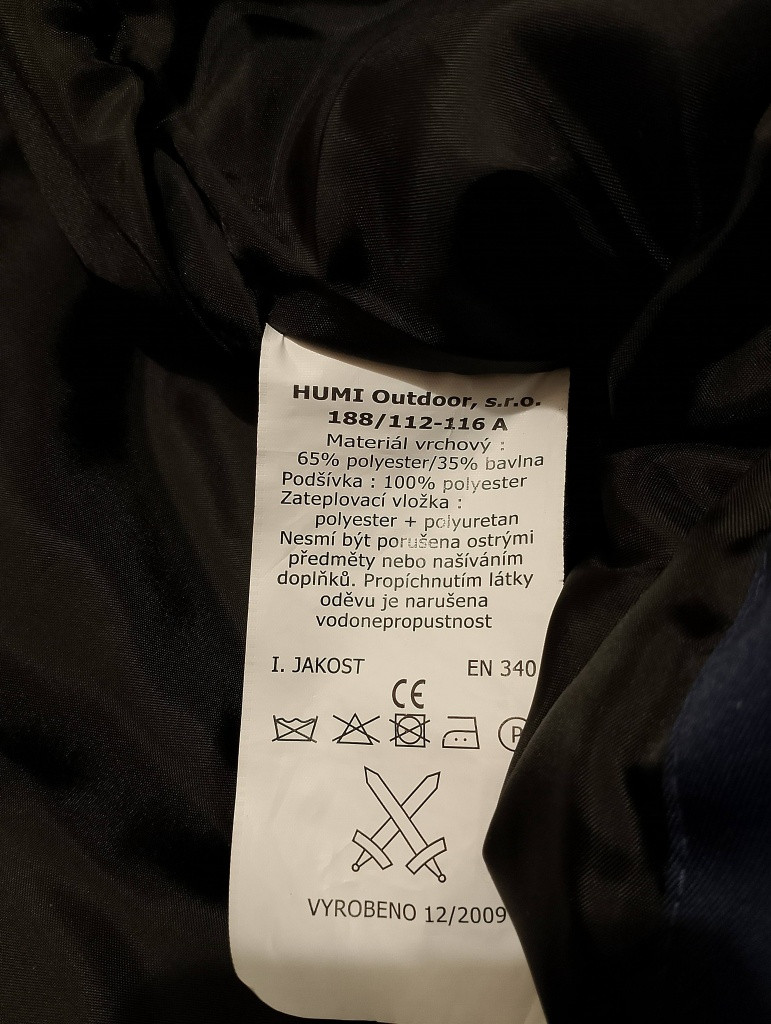 HUMI Outdoor, s.r.o.
188/112-116 A
Materiál vrchový :
65% polyester/35% bavlna
Podšívka : 100% polyester
Zateplovací vložka :
polyester + polyuretan
Nesmí být porušena ostrými
předměty nebo našíváním
doplňků. Propíchnutím látky
oděvu je narušena
vodonepropustnost
I. JAKOST EN 340
CE
P
VYROBENO 12/2009